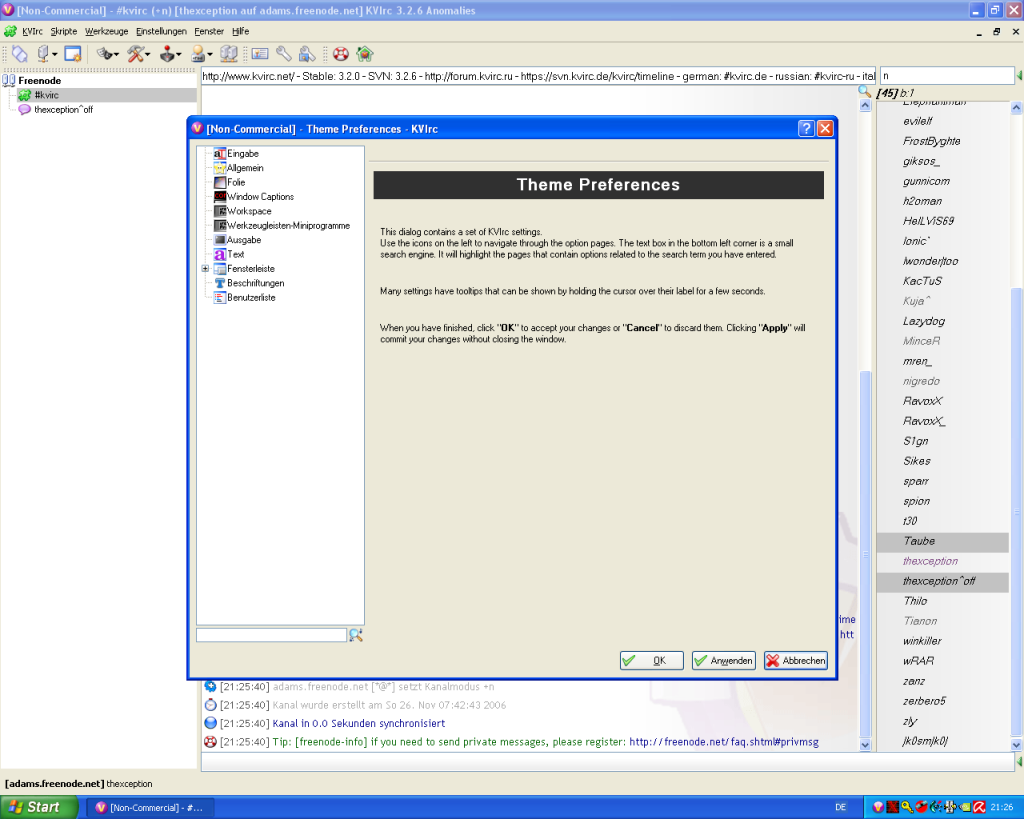 [Non-Commercial] - #kvirc (+n) [thexception auf adams.freenode.net] KVIrc 3.2.6 Anomalies
KVIrc Skripte Werkzeuge Einstellungen Fenster Hilfe
Freenode
#kvirc
thexception^off
http://www.kvirc.net/ - Stable: 3.2.0 - SVN: 3.2.6 - http://forum.kvirc.ru - https://svn.kvirc.de/kvirc/timeline - german: #kvirc.de - russian: #kvirc-ru - ital
n
[45] b:1
[Non-Commercial] - Theme Preferences - KVIrc
Eingabe
Allgemein
Folie
Window Captions
Workspace
Werkzeugleisten-Miniprogramme
Ausgabe
Text
Fensterleiste
Beschriftungen
Benutzerliste
Theme Preferences
This dialog contains a set of KVIrc settings.
Use the icons on the left to navigate through the option pages. The text box in the bottom left corner is a small
search engine. It will highlight the pages that contain options related to the search term you have entered.
Many settings have tooltips that can be shown by holding the cursor over their label for a few seconds.
When you have finished, click "OK" to accept your changes or "Cancel" to discard them. Clicking "Apply" will
commit your changes without closing the window.
OK Anwenden Abbrechen
evilelf
FrostByghte
giksos_
gunnicom
h2oman
HelLViS69
Ionic`
Iwonder|too
KacTuS
Kuja^
Lazydog
MinceR
mren_
nigredo
RavoxX
RavoxX_
S1gn
Sikes
sparr
spion
t30
Taube
thexception
thexception^off
Thilo
Tianon
winkiller
wRAR
zanz
zerbero5
zly
|k0sm|k0|
ime
htt
[21:25:40] adams.freenode.net [*@*] setzt Kanalmodus +n
[21:25:40] Kanal wurde erstellt am So 26. Nov 07:42:43 2006
[21:25:40] Kanal in 0.0 Sekunden synchronisiert
[21:25:40] Tip: [freenode-info] if you need to send private messages, please register: http://freenode.net/faq.shtml#privmsg
[adams.freenode.net] thexception
Start
[Non-Commercial] - #...
DE
21:26